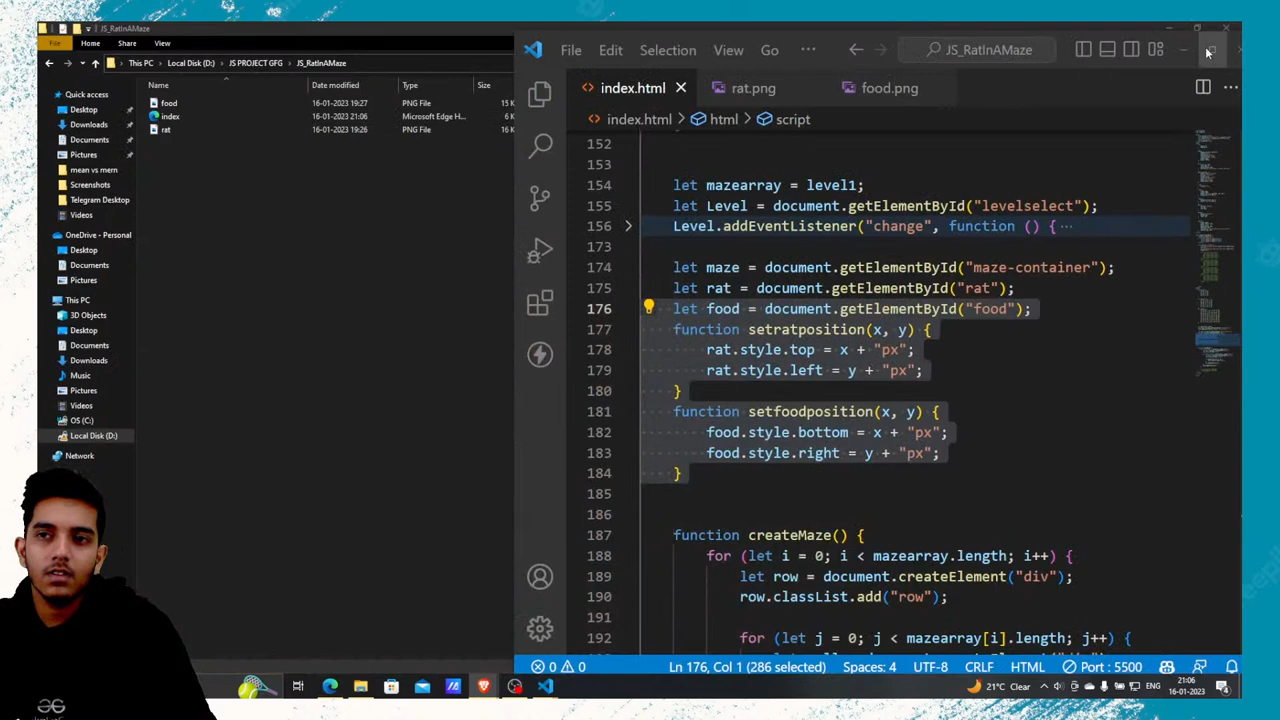 JS_RatInAMaze
File Home Share View
This PC Local Disk (D:) JS PROJECT GFG JS_RatInAMaze
Name Date modified Type Size
food 16-01-2023 19:27 PNG File 15 K
index 16-01-2023 21:06 Microsoft Edge H... 6 K
rat 16-01-2023 19:26 PNG File
Quick access
Desktop
Downloads
Documents
Pictures
mean vs mern
Screenshots
Telegram Desktop
Videos
OneDrive - Personal
Desktop
Documents
Pictures
This PC
3D Objects
Desktop
Documents
Downloads
Music
Pictures
Videos
OS (C:)
Local Disk (D:)
Network
File Edit Selection View Go ··· JS_RatInAMaze
index.html rat.png food.png
index.html > html > script
152
153
154 let mazearray = level1;
155 let Level = document.getElementById("levelselect");
156 Level.addEventListener("change", function () { ···
173
174 let maze = document.getElementById("maze-container");
175 let rat = document.getElementById("rat");
176 let food = document.getElementById("food");
177 function setratposition(x, y) {
178 rat.style.top = x + "px";
179 rat.style.left = y + "px";
180 }
181 function setfoodposition(x, y) {
182 food.style.bottom = x + "px";
183 food.style.right = y + "px";
184 }
185
186
187 function createMaze() {
188 for (let i = 0; i < mazearray.length; i++) {
189 let row = document.createElement("div");
190 row.classList.add("row");
191
192 for (let j = 0; j < mazearray[i].length; j++) {
0 0 Ln 176, Col 1 (286 selected) Spaces: 4 UTF-8 CRLF HTML Port : 5500
21°C Clear ENG 21:06
16-01-2023 4